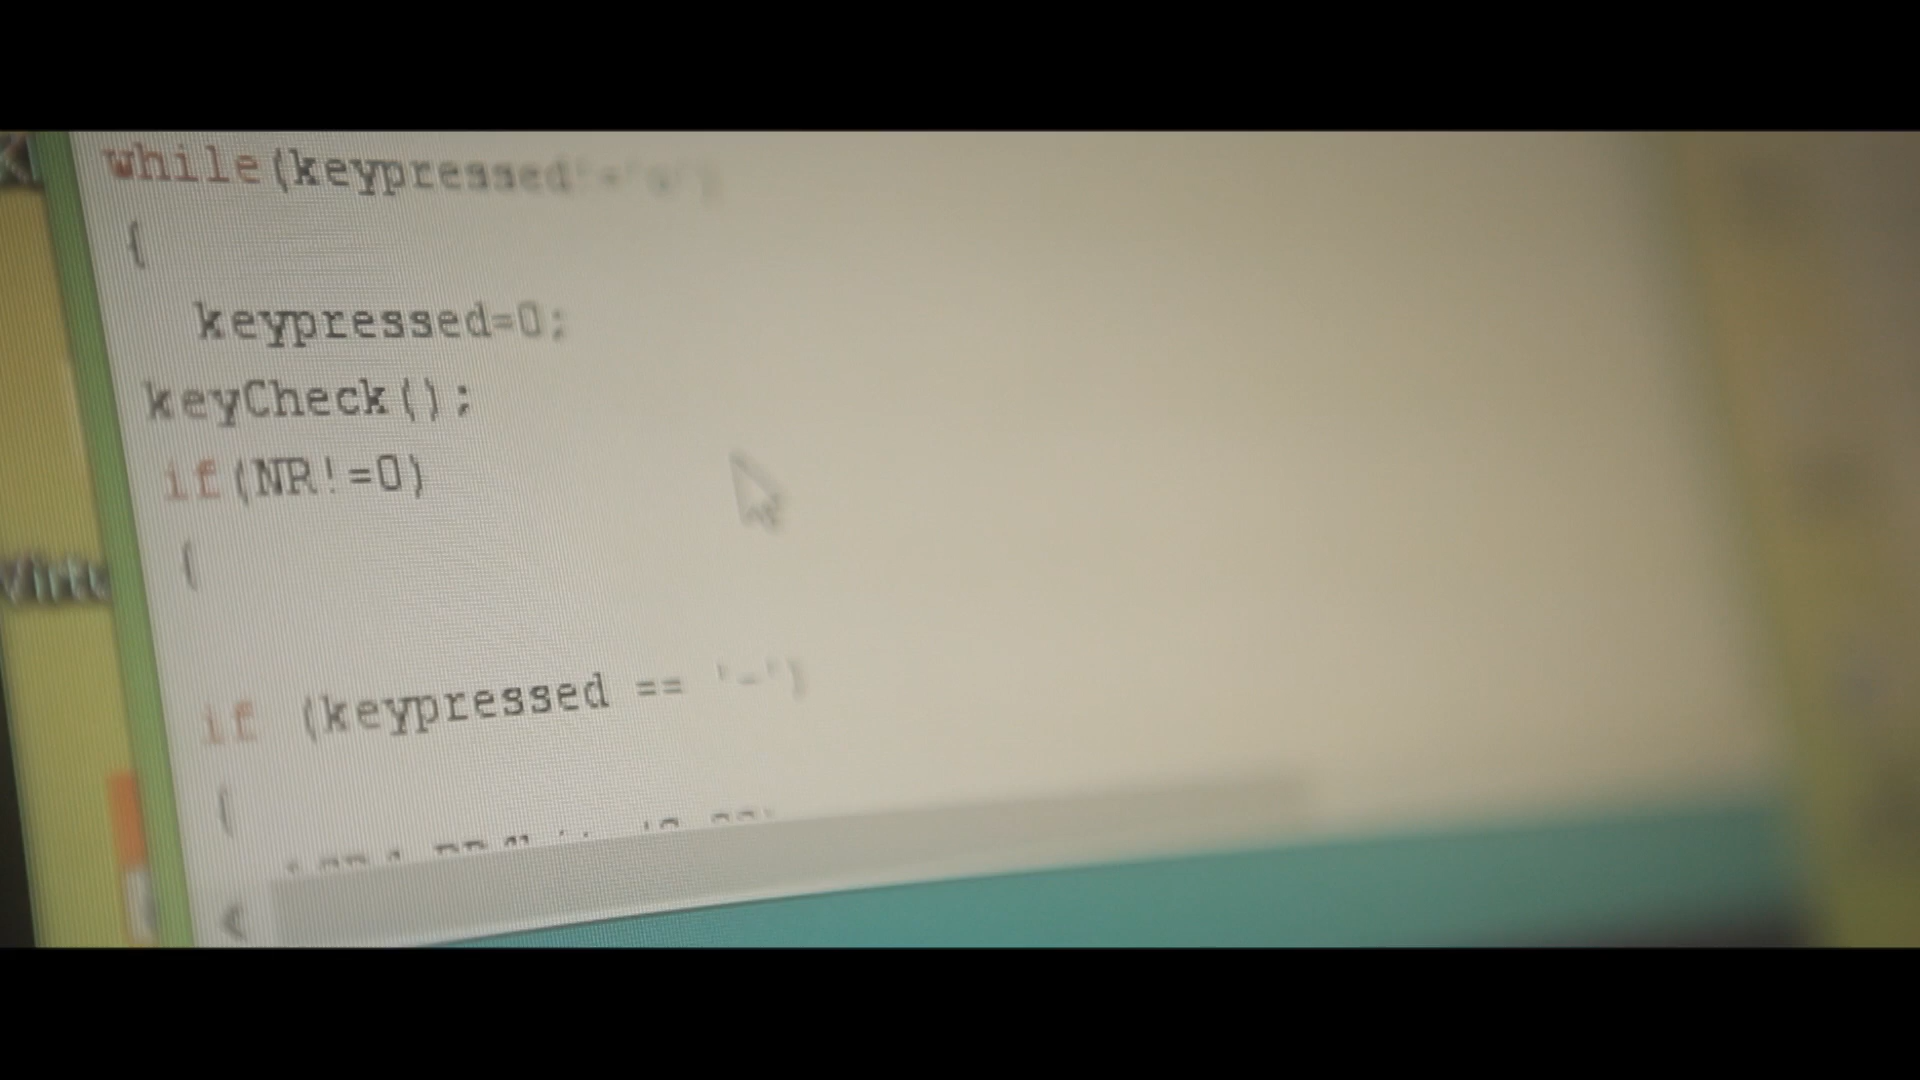 while(keypressed
{
keypressed=0;
keyCheck();
if(NR!=0)
{
if (keypressed == '-')
{
<